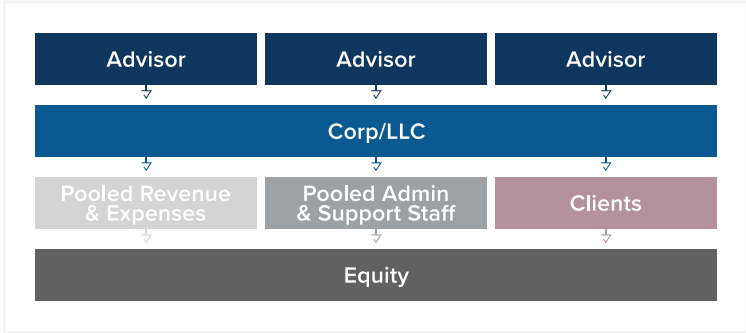 Advisor
Advisor
Advisor
Corp/LLC
Pooled Revenue
& Expenses
Pooled Admin
& Support Staff
Clients
Equity